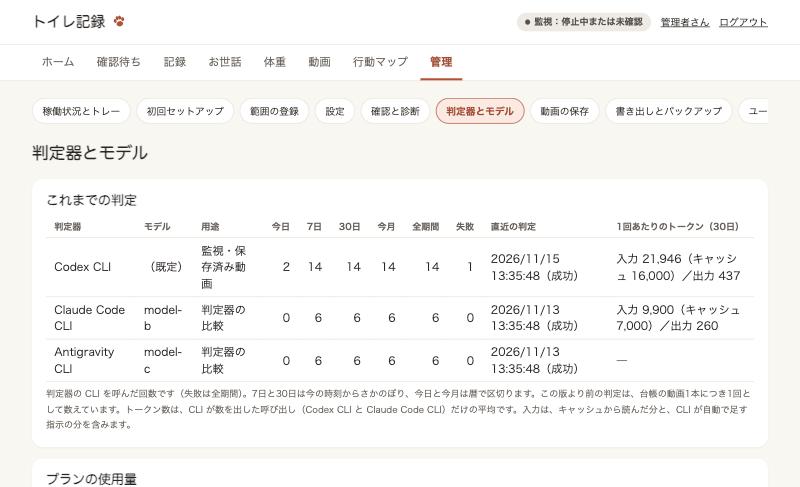 トイレ記録
監視：停止中または未確認 管理者さん ログアウト
ホーム 確認待ち 記録 お世話 体重 動画 行動マップ 管理
稼働状況とトレー 初回セットアップ 範囲の登録 設定 確認と診断 判定器とモデル 動画の保存 書き出しとバックアップ ユー
判定器とモデル
これまでの判定
判定器 モデル 用途 今日 7日 30日 今月 全期間 失敗 直近の判定 1回あたりのトークン（30日）
Codex CLI （既定） 監視・保存済み動画 2 14 14 14 14 1 2026/11/15 13:35:48（成功） 入力 21,946（キャッシュ 16,000）／出力 437
Claude Code CLI model-b 判定器の比較 0 6 6 6 6 0 2026/11/13 13:35:48（成功） 入力 9,900（キャッシュ 7,000）／出力 260
Antigravity CLI model-c 判定器の比較 0 6 6 6 6 0 2026/11/13 13:35:48（成功） —
判定器の CLI を呼んだ回数です（失敗は全期間）。7日と30日は今の時刻からさかのぼり、今日と今月は暦で区切ります。この版より前の判定は、台帳の動画1本につき1回と
して数えています。トークン数は、CLI が数を出した呼び出し（Codex CLI と Claude Code CLI）だけの平均です。入力は、キャッシュから読んだ分と、CLI が自動で足す
指示の分を含みます。
プランの使用量